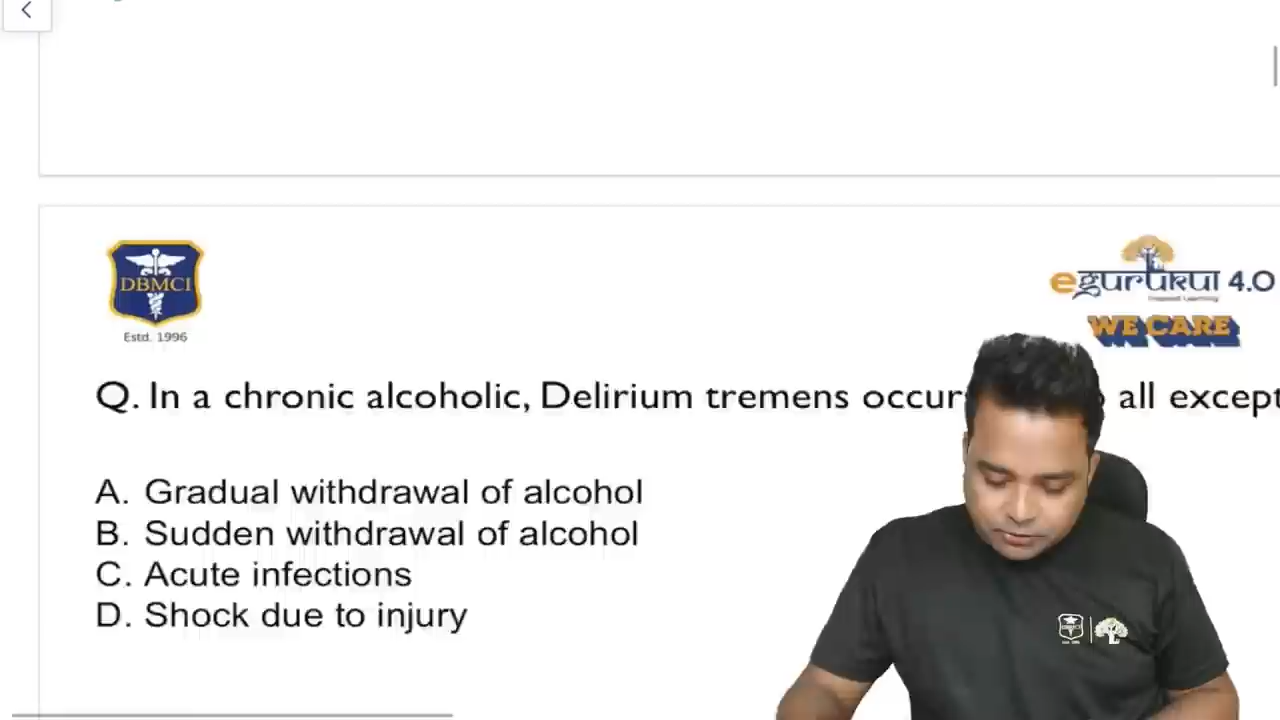 DBMCI
Estd. 1996
eGurukul 4.0
WE CARE
Q. In a chronic alcoholic, Delirium tremens occur all except
A. Gradual withdrawal of alcohol
B. Sudden withdrawal of alcohol
C. Acute infections
D. Shock due to injury